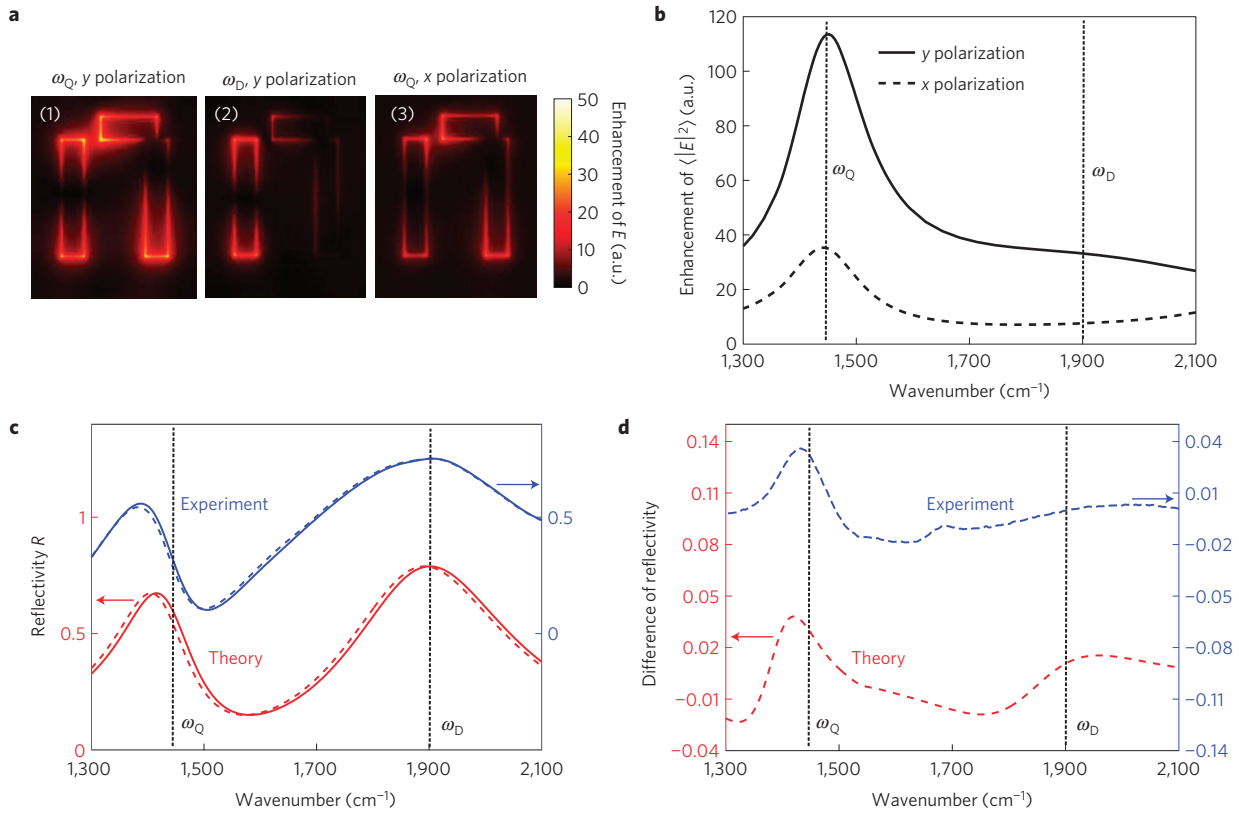 a
ωQ, y polarization
ωD, y polarization
ωQ, x polarization
(1)
(2)
(3)
50
40
30
20
10
0
Enhancement of E (a.u.)
b
120
100
80
60
40
20
0
Enhancement of ⟨|E|²⟩ (a.u.)
y polarization
x polarization
ωQ
ωD
1,300
1,500
1,700
1,900
2,100
Wavenumber (cm⁻¹)
c
1
0.5
0
Reflectivity R
Experiment
Theory
ωQ
ωD
0.5
0
1,300
1,500
1,700
1,900
2,100
Wavenumber (cm⁻¹)
d
0.14
0.11
0.08
0.05
0.02
−0.01
−0.04
Difference of reflectivity
Experiment
Theory
ωQ
ωD
0.04
0.01
−0.02
−0.05
−0.08
−0.11
−0.14
1,300
1,500
1,700
1,900
2,100
Wavenumber (cm⁻¹)